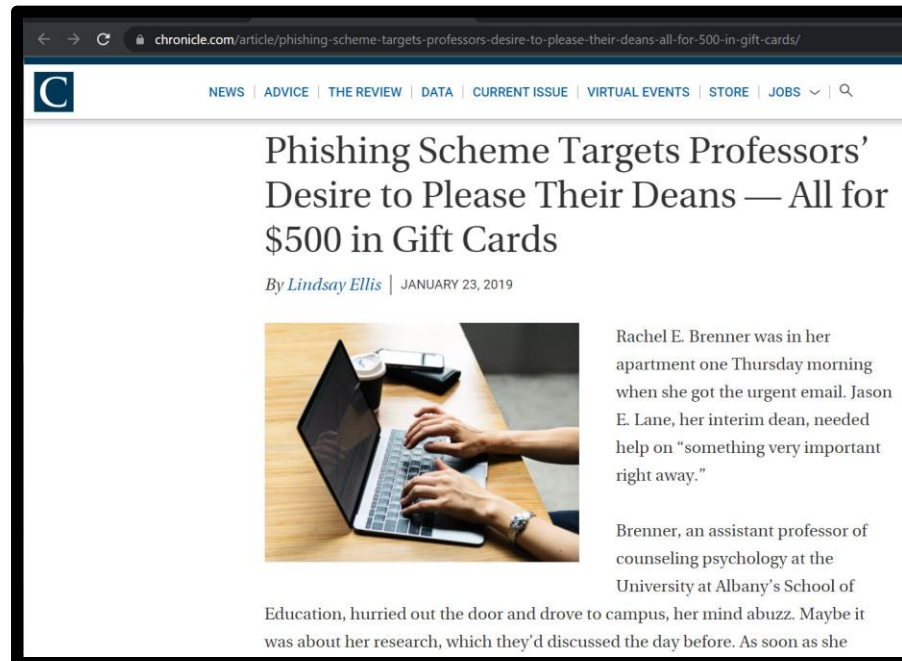 chronicle.com/article/phishing-scheme-targets-professors-desire-to-please-their-deans-all-for-500-in-gift-cards/
C
NEWS | ADVICE | THE REVIEW | DATA | CURRENT ISSUE | VIRTUAL EVENTS | STORE | JOBS
Phishing Scheme Targets Professors’
Desire to Please Their Deans — All for
$500 in Gift Cards
By Lindsay Ellis | JANUARY 23, 2019
Rachel E. Brenner was in her
apartment one Thursday morning
when she got the urgent email. Jason
E. Lane, her interim dean, needed
help on “something very important
right away.”
Brenner, an assistant professor of
counseling psychology at the
University at Albany’s School of
Education, hurried out the door and drove to campus, her mind abuzz. Maybe it
was about her research, which they’d discussed the day before. As soon as she